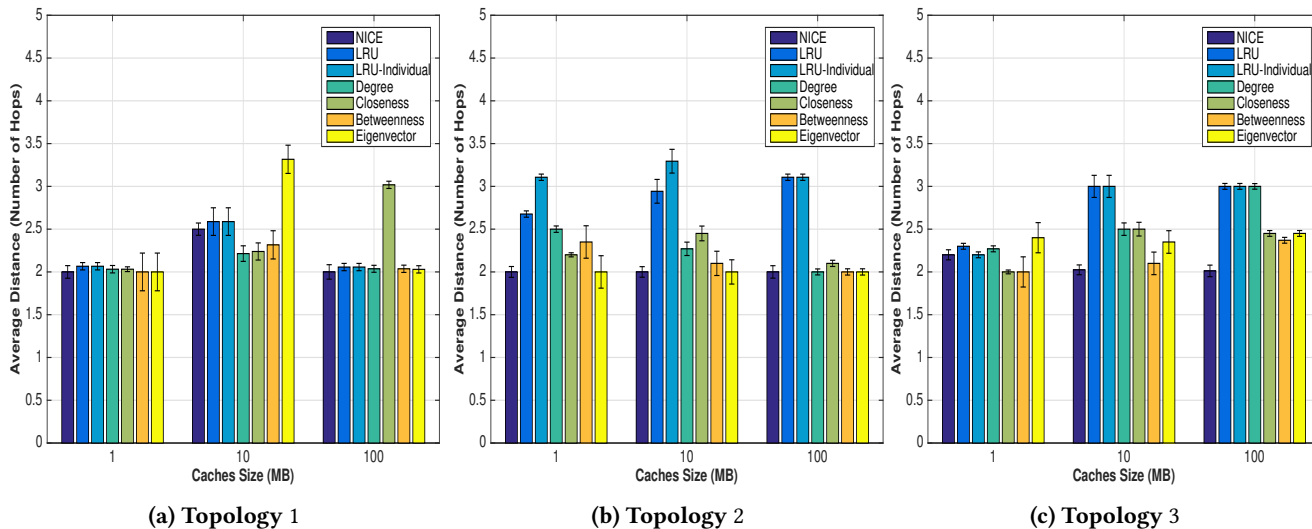 5
4.5
4
3.5
3
2.5
2
1.5
1
0.5
0
Average Distance (Number of Hops)
NICE
LRU
LRU-Individual
Degree
Closeness
Betweenness
Eigenvector
1
10
100
Caches Size (MB)
(a) Topology 1
5
4.5
4
3.5
3
2.5
2
1.5
1
0.5
0
Average Distance (Number of Hops)
NICE
LRU
LRU-Individual
Degree
Closeness
Betweenness
Eigenvector
1
10
100
Caches Size (MB)
(b) Topology 2
5
4.5
4
3.5
3
2.5
2
1.5
1
0.5
0
Average Distance (Number of Hops)
NICE
LRU
LRU-Individual
Degree
Closeness
Betweenness
Eigenvector
1
10
100
Caches Size (MB)
(c) Topology 3